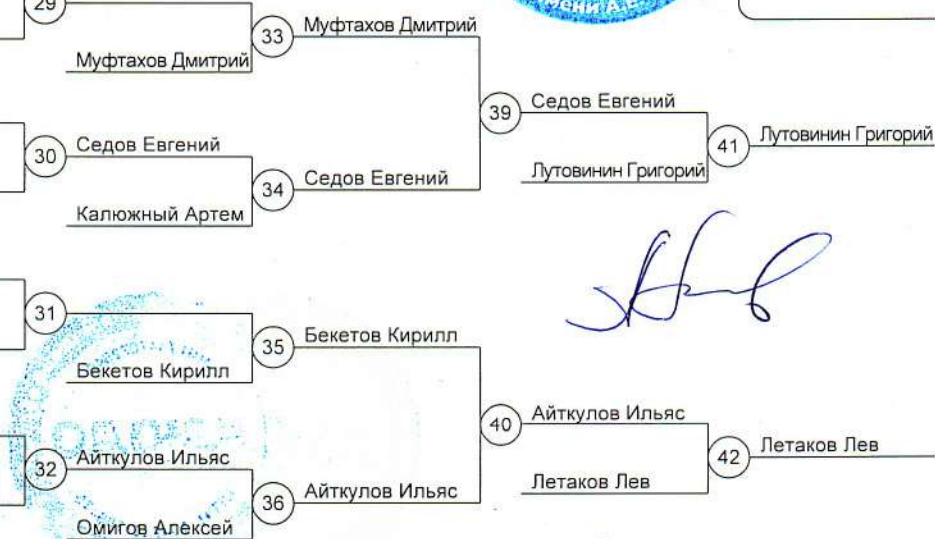 29
Муфтахов Дмитрий
33
Муфтахов Дмитрий
39
Седов Евгений
41
Лутовинин Григорий
30
Седов Евгений
Калюжный Артем
34
Седов Евгений
Лутовинин Григорий
31
Бекетов Кирилл
35
Бекетов Кирилл
40
Айткулов Ильяс
42
Летаков Лев
32
Айткулов Ильяс
Омигов Алексей
36
Айткулов Ильяс
Летаков Лев